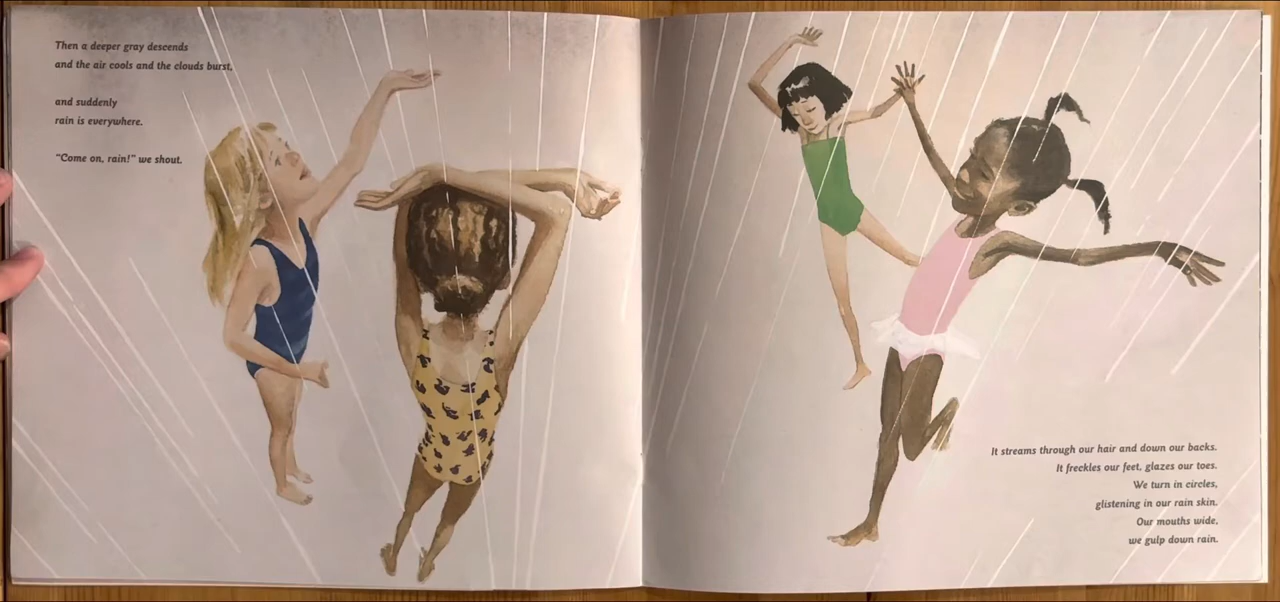 Then a deeper gray descends
and the air cools and the clouds burst,
and suddenly
rain is everywhere.
"Come on, rain!" we shout.
It streams through our hair and down our backs.
It freckles our feet, glazes our toes.
We turn in circles,
glistening in our rain skin.
Our mouths wide,
we gulp down rain.